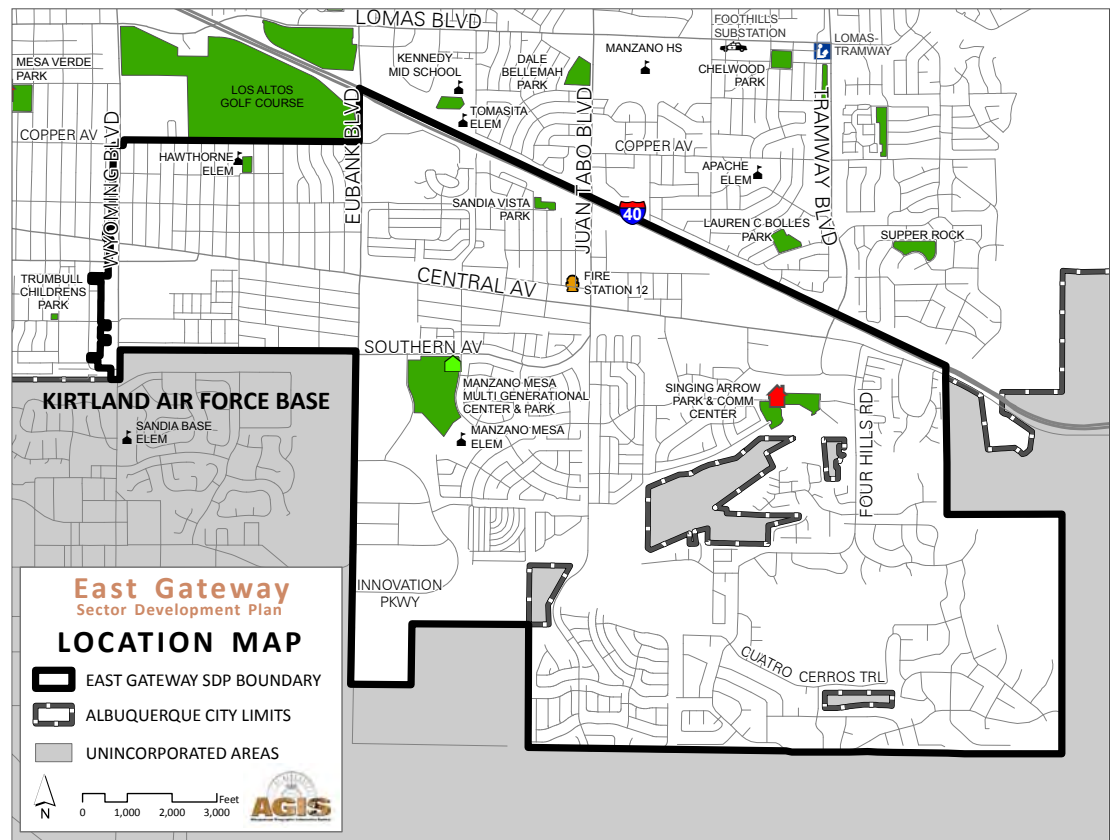 LOMAS BLVD
FOOTHILLS
SUBSTATION
LOMAS-
TRAMWAY
MESA VERDE
PARK
KENNEDY
MID SCHOOL
DALE
BELLEMAH
PARK
MANZANO HS
CHELWOOD
PARK
LOS ALTOS
GOLF COURSE
TOMASITA
ELEM
COPPER AV
COPPER AV
WYOMING BLVD
EUBANK BLVD
JUAN TABO BLVD
TRAMWAY BLVD
HAWTHORNE
ELEM
APACHE
ELEM
SANDIA VISTA
PARK
40
LAUREN C BOLLES
PARK
SUPPER ROCK
TRUMBULL
CHILDRENS
PARK
CENTRAL AV
FIRE
STATION 12
SOUTHERN AV
KIRTLAND AIR FORCE BASE
MANZANO MESA
MULTI GENERATIONAL
CENTER & PARK
SINGING ARROW
PARK & COMM
CENTER
FOUR HILLS RD
SANDIA BASE
ELEM
MANZANO MESA
ELEM
INNOVATION
PKWY
CUATRO CERROS TRL
East Gateway
Sector Development Plan
LOCATION MAP
EAST GATEWAY SDP BOUNDARY
ALBUQUERQUE CITY LIMITS
UNINCORPORATED AREAS
N
0 1,000 2,000 3,000 Feet
AGIS